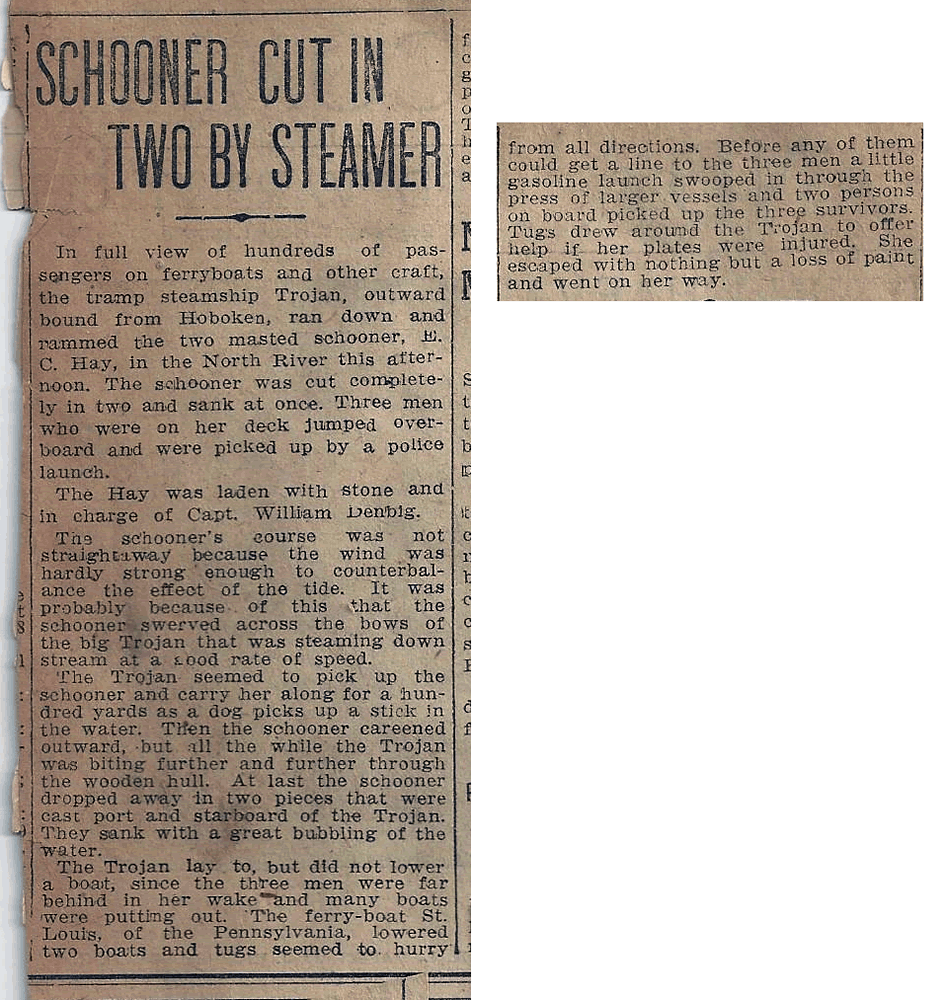 SCHOONER CUT IN
TWO BY STEAMER
In full view of hundreds of pas-
sengers on ferryboats and other craft,
the tramp steamship Trojan, outward
bound from Hoboken, ran down and
rammed the two masted schooner, E.
C. Hay, in the North River this after-
noon. The schooner was cut complete-
ly in two and sank at once. Three men
who were on her deck jumped over-
board and were picked up by a police
launch.
The Hay was laden with stone and
in charge of Capt. William Denbig.
The schooner's course was not
straightaway because the wind was
hardly strong enough to counterbal-
ance the effect of the tide. It was
probably because of this that the
schooner swerved across the bows of
the big Trojan that was steaming down
stream at a good rate of speed.
The Trojan seemed to pick up the
schooner and carry her along for a hun-
dred yards as a dog picks up a stick in
the water. Then the schooner careened
outward, but all the while the Trojan
was biting further and further through
the wooden hull. At last the schooner
dropped away in two pieces that were
cast port and starboard of the Trojan.
They sank with a great bubbling of the
water.
The Trojan lay to, but did not lower
a boat, since the three men were far
behind in her wake and many boats
were putting out. The ferry-boat St.
Louis, of the Pennsylvania, lowered
two boats and tugs seemed to hurry
from all directions. Before any of them
could get a line to the three men a little
gasoline launch swooped in through the
press of larger vessels and two persons
on board picked up the three survivors.
Tugs drew around the Trojan to offer
help if her plates were injured. She
escaped with nothing but a loss of paint
and went on her way.